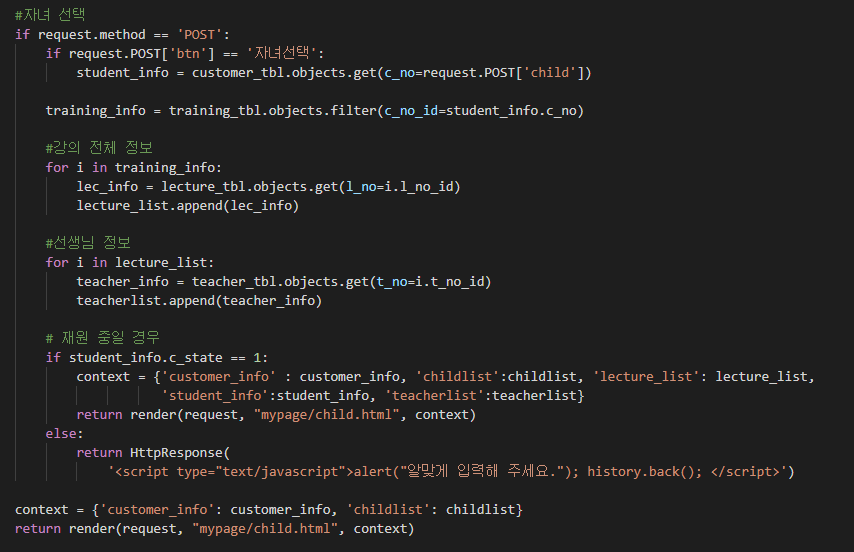 #자녀 선택
if request.method == 'POST':
    if request.POST['btn'] == '자녀선택':
        student_info = customer_tbl.objects.get(c_no=request.POST['child'])

    training_info = training_tbl.objects.filter(c_no_id=student_info.c_no)

    #강의 전체 정보
    for i in training_info:
        lec_info = lecture_tbl.objects.get(l_no=i.l_no_id)
        lecture_list.append(lec_info)

    #선생님 정보
    for i in lecture_list:
        teacher_info = teacher_tbl.objects.get(t_no=i.t_no_id)
        teacherlist.append(teacher_info)

    # 재원 중일 경우
    if student_info.c_state == 1:
        context = {'customer_info' : customer_info, 'childlist':childlist, 'lecture_list': lecture_list,
                   'student_info':student_info, 'teacherlist':teacherlist}
        return render(request, "mypage/child.html", context)
    else:
        return HttpResponse(
            '<script type="text/javascript">alert("알맞게 입력해 주세요."); history.back(); </script>')

context = {'customer_info': customer_info, 'childlist': childlist}
return render(request, "mypage/child.html", context)